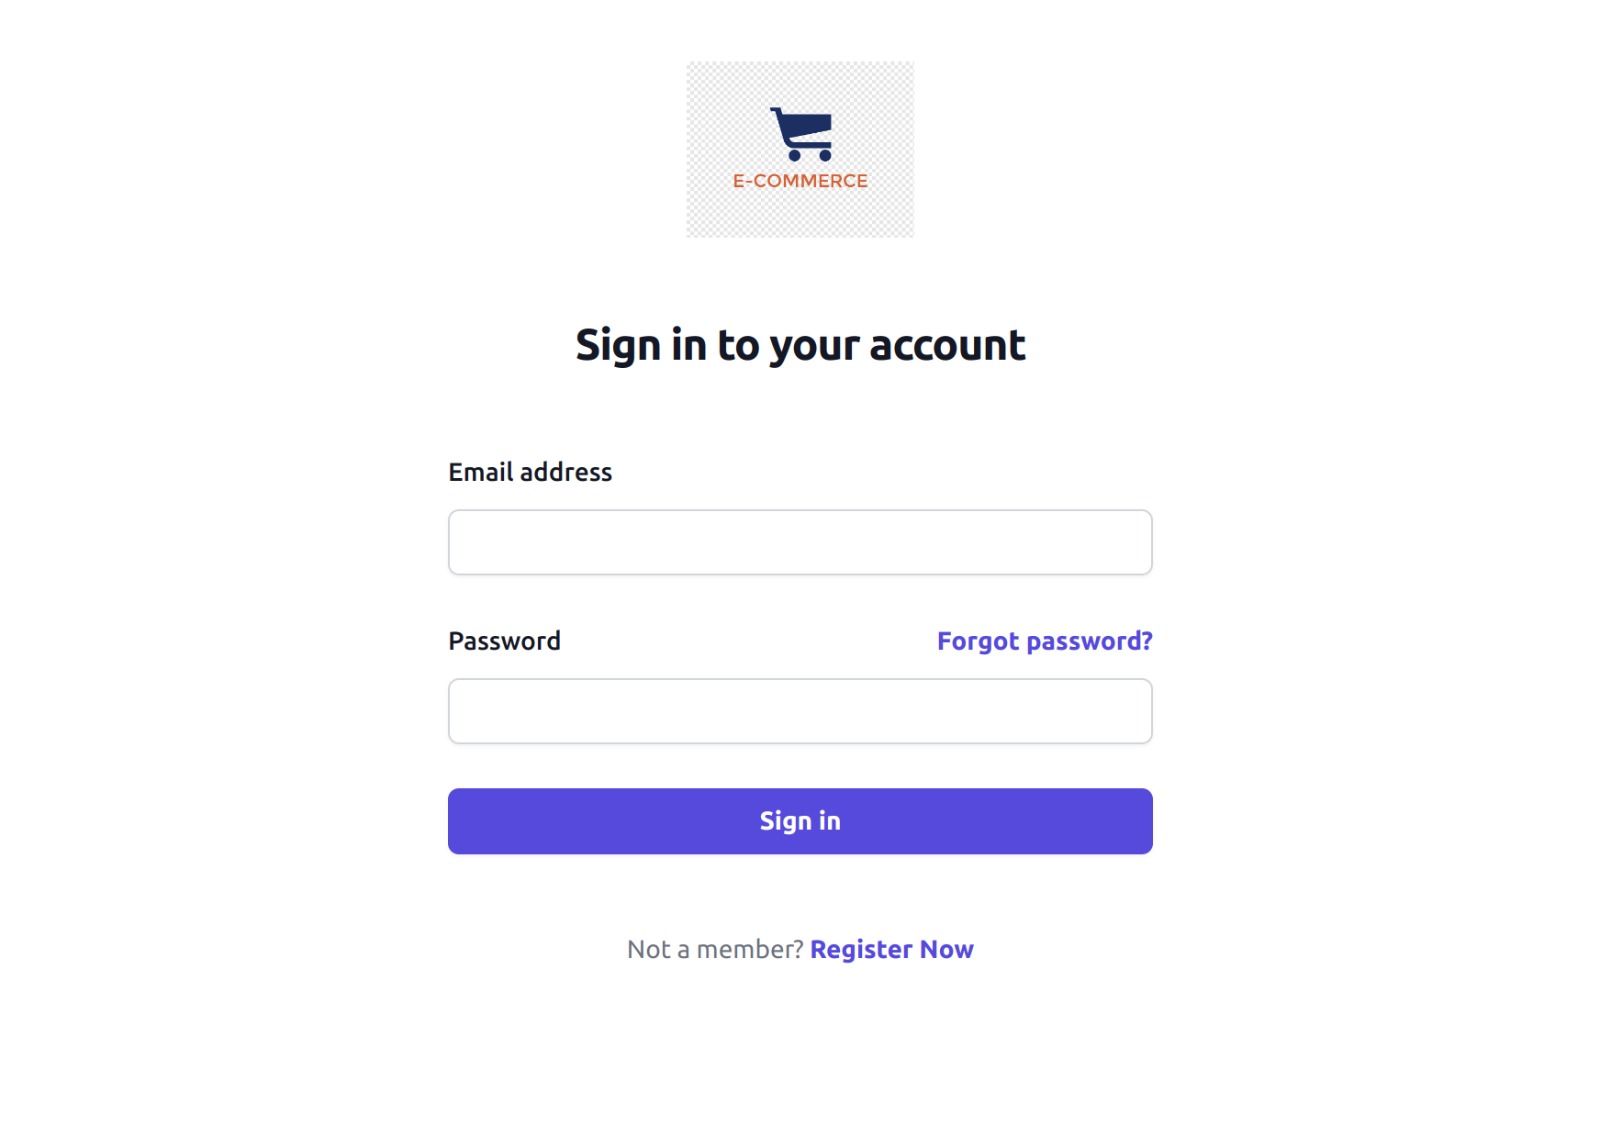 E-COMMERCE
Sign in to your account
Email address
Password
Forgot password?
Sign in
Not a member? Register Now